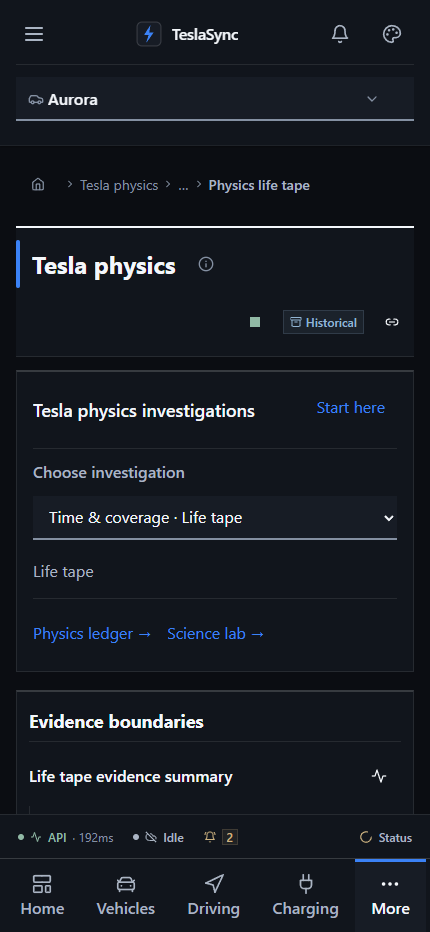 TeslaSync
Aurora
Tesla physics › ... › Physics life tape
Tesla physics
Historical
Tesla physics investigations
Start here
Choose investigation
Time & coverage · Life tape
Life tape
Physics ledger → Science lab →
Evidence boundaries
Life tape evidence summary
API · 192ms Idle 2 Status
Home Vehicles Driving Charging More